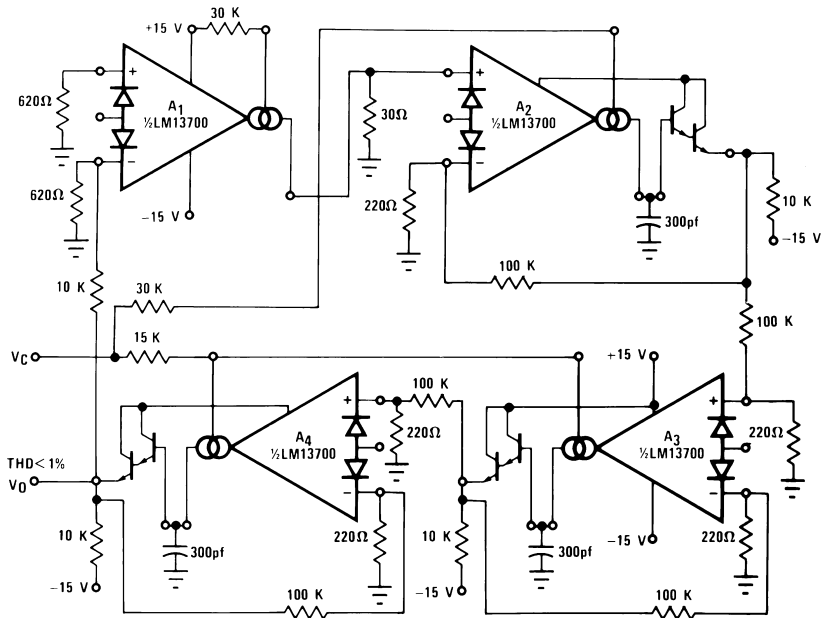 30 K
+15 V
+
A1
½LM13700
620Ω
-
620Ω
−15 V
30Ω
+
A2
½LM13700
-
220Ω
300pf
10 K
−15 V
100 K
10 K
30 K
100 K
VC
15 K
+15 V
100 K
+
A4
½LM13700
-
220Ω
+
A3
½LM13700
-
220Ω
THD<1%
VO
10 K
300pf
220Ω
−15 V
100 K
10 K
300pf
−15 V
220Ω
−15 V
100 K